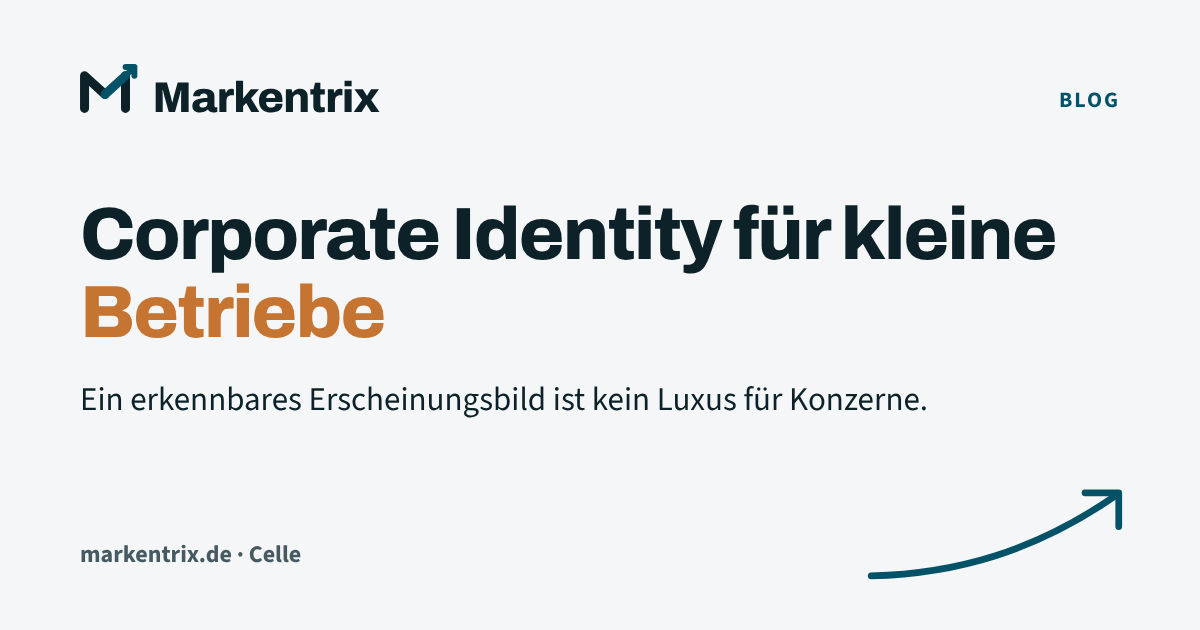 Markentrix
BLOG
Corporate Identity für kleine
Betriebe
Ein erkennbares Erscheinungsbild ist kein Luxus für Konzerne.
markentrix.de · Celle